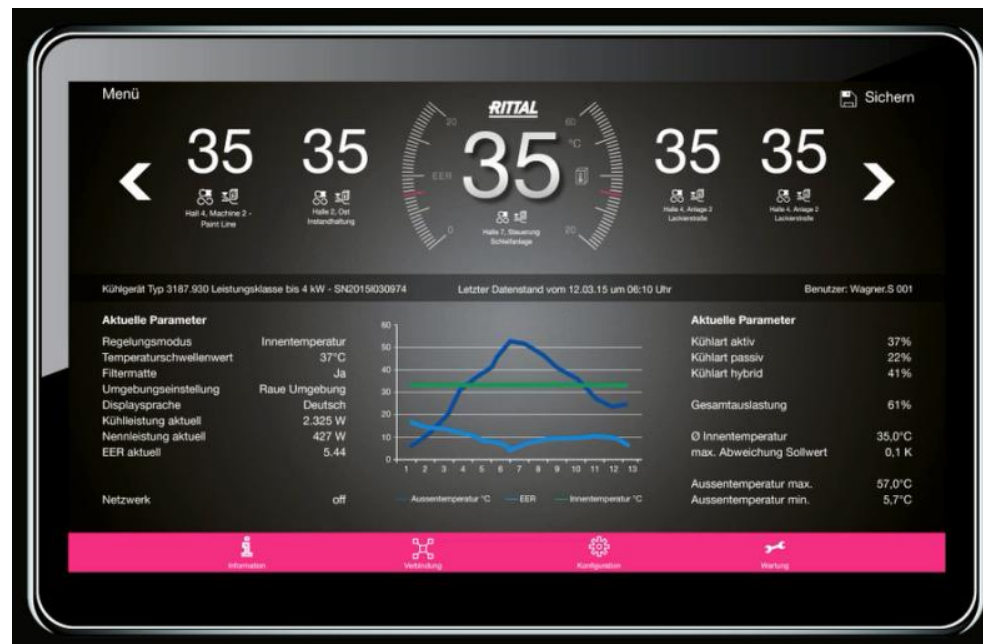 Menü
Sichern
RITTAL
20
60
35
35
35
35
35
°C
EER
Hall 4, Machine 2 -
Paint Line
Halle 2, Ost
Instandhaltung
0
20
Halle 7, Steuerung
Schleifanlage
Halle 4, Anlage 2
Lackierstraße
Halle 4, Anlage 2
Lackierstraße
Kühlgerät Typ 3187.930 Leistungsklasse bis 4 kW - SN2015I030974
Letzter Datenstand vom 12.03.15 um 06:10 Uhr
Benutzer: Wagner.S 001
Aktuelle Parameter
Regelungsmodus Innentemperatur
Temperaturschwellenwert 37°C
Filtermatte Ja
Umgebungseinstellung Raue Umgebung
Displaysprache Deutsch
Kühlleistung aktuell 2.325 W
Nennleistung aktuell 427 W
EER aktuell 5.44
Netzwerk off
60
50
40
30
20
10
0
1 2 3 4 5 6 7 8 9 10 11 12 13
Aussentemperatur °C EER Innentemperatur °C
Aktuelle Parameter
Kühlart aktiv 37%
Kühlart passiv 22%
Kühlart hybrid 41%
Gesamtauslastung 61%
Ø Innentemperatur 35,0°C
max. Abweichung Sollwert 0,1 K
Aussentemperatur max. 57,0°C
Aussentemperatur min. 5,7°C
Information
Verbindung
Konfiguration
Wartung